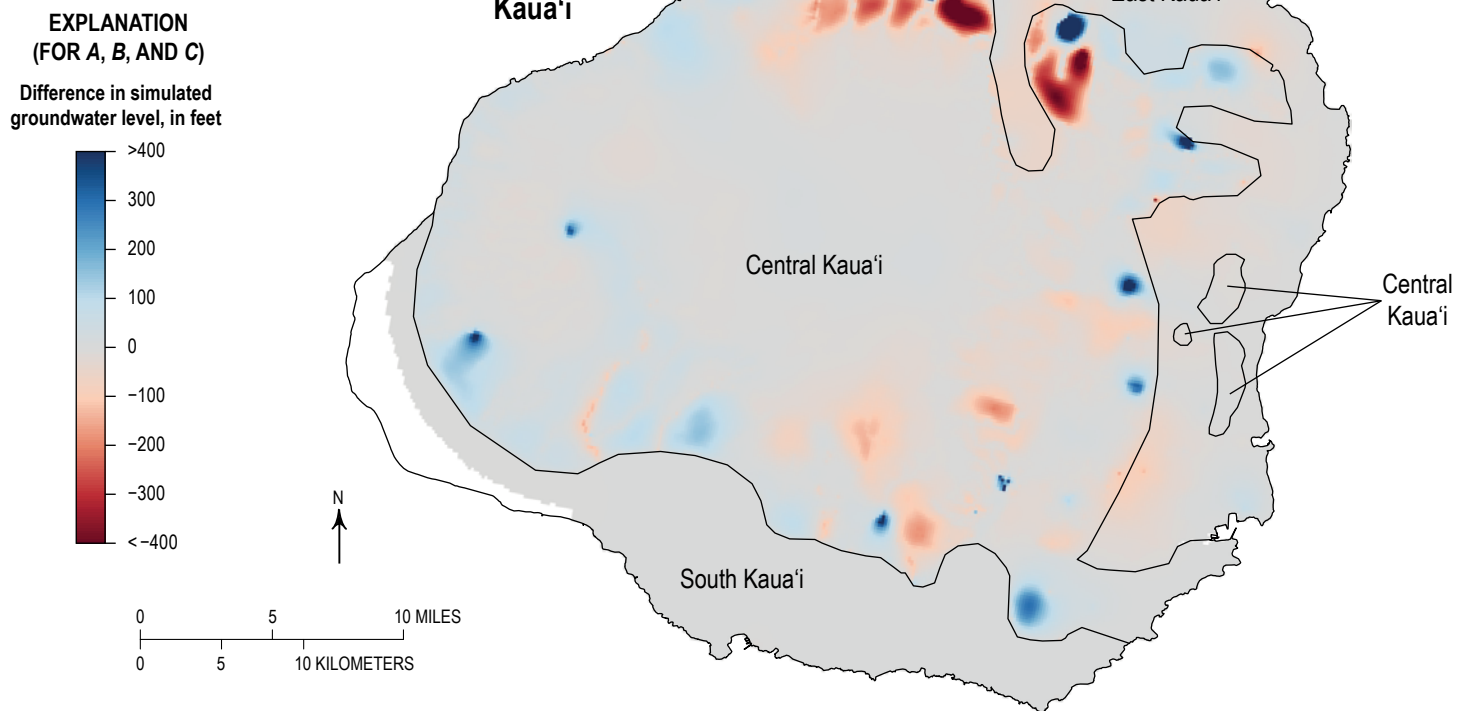 EXPLANATION
(FOR A, B, AND C)
Difference in simulated
groundwater level, in feet
>400
300
200
100
0
−100
−200
−300
<−400
Kauaʻi
Central Kauaʻi
Central
Kauaʻi
South Kauaʻi
N
0 5 10 MILES
0 5 10 KILOMETERS